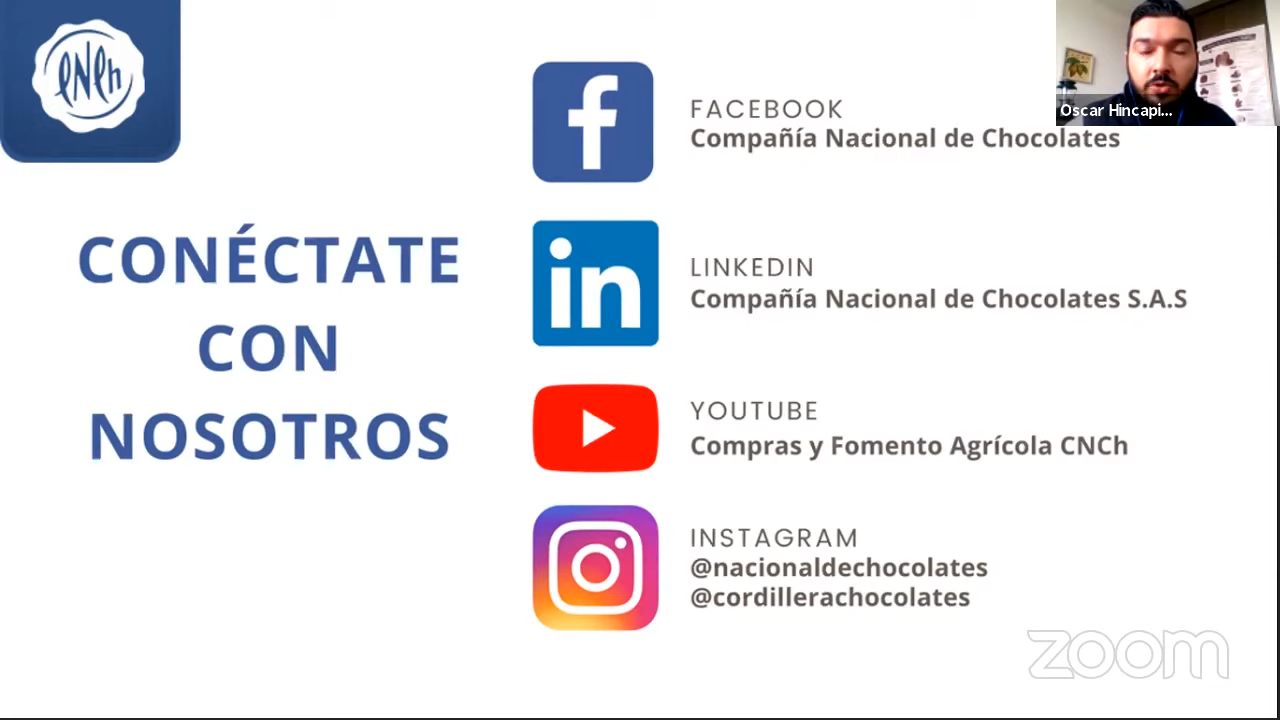 CNCh
CONÉCTATE
CON
NOSOTROS
FACEBOOK
Compañía Nacional de Chocolates
LINKEDIN
Compañía Nacional de Chocolates S.A.S
YOUTUBE
Compras y Fomento Agrícola CNCh
INSTAGRAM
@nacionaldechocolates
@cordillerachocolates
Oscar Hincapi...
zoom